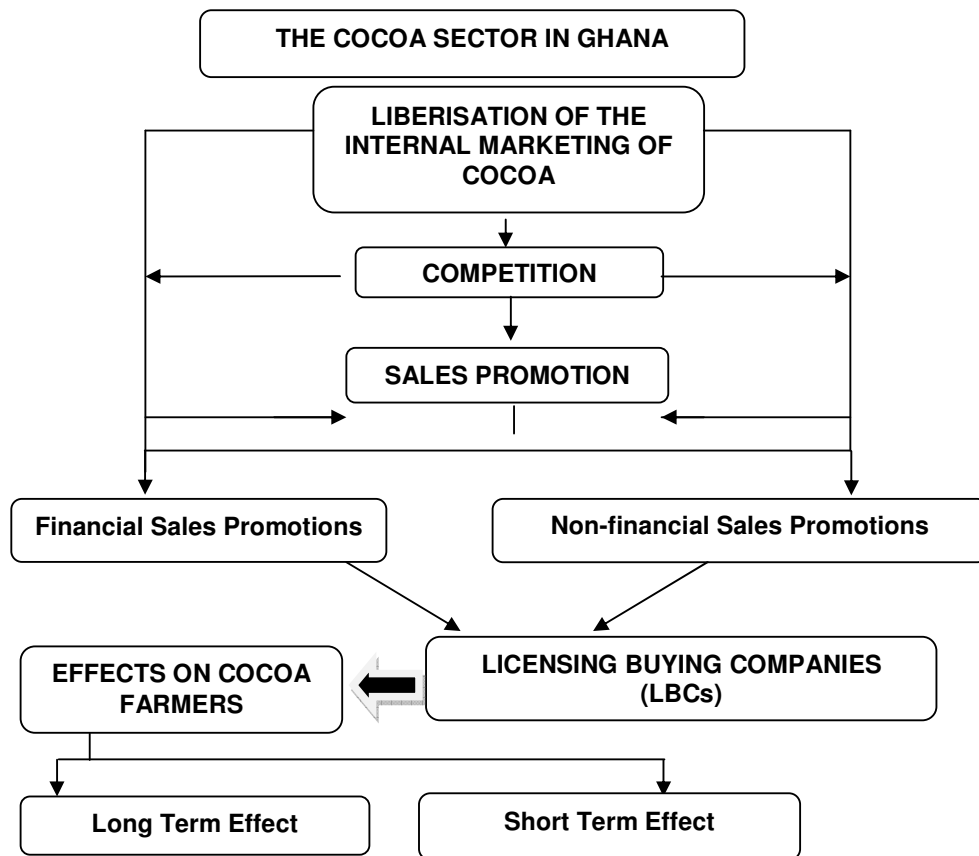 THE COCOA SECTOR IN GHANA
LIBERISATION OF THE
INTERNAL MARKETING OF
COCOA
COMPETITION
SALES PROMOTION
Financial Sales Promotions
Non-financial Sales Promotions
EFFECTS ON COCOA
FARMERS
LICENSING BUYING COMPANIES
(LBCs)
Long Term Effect
Short Term Effect